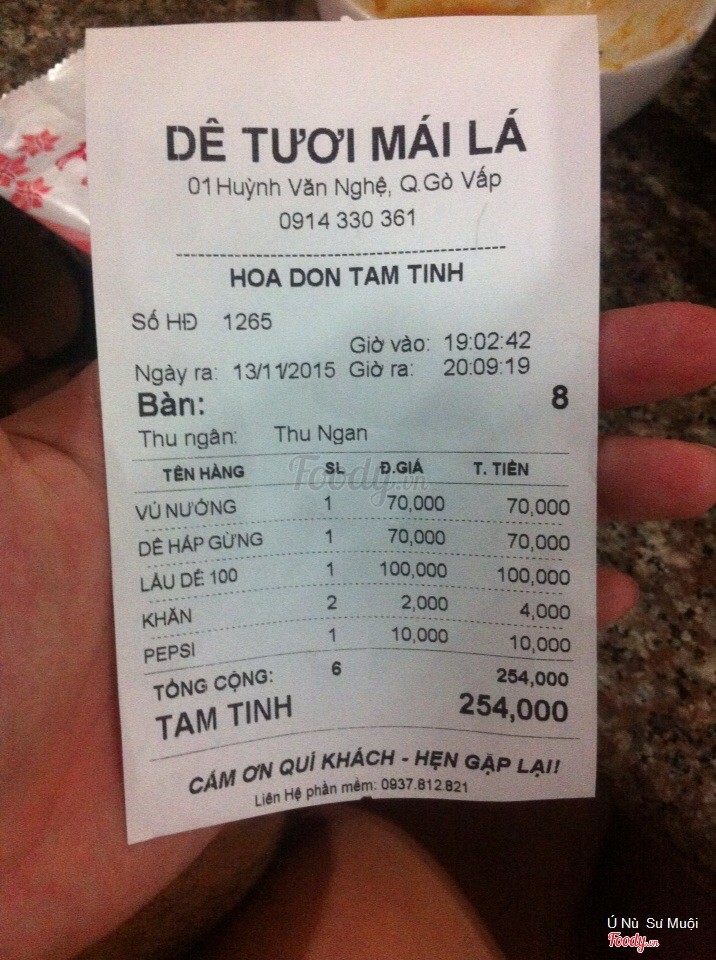 DÊ TƯƠI MÁI LÁ
01 Huỳnh Văn Nghệ, Q.Gò Vấp
0914 330 361
HOA DON TAM TINH
Số HĐ 1265
Giờ vào: 19:02:42
Ngày ra: 13/11/2015 Giờ ra: 20:09:19
Bàn: 8
Thu ngân: Thu Ngan
TÊN HÀNG SL Đ.GIÁ T. TIỀN
VÚ NƯỚNG 1 70,000 70,000
DÊ HẤP GỪNG 1 70,000 70,000
LẨU DÊ 100 1 100,000 100,000
KHĂN 2 2,000 4,000
PEPSI 1 10,000 10,000
TỔNG CỘNG: 6 254,000
TAM TINH 254,000
CÁM ƠN QUÍ KHÁCH - HẸN GẶP LẠI!
Liên Hệ phần mềm: 0937.812.821
Foody.vn
Ú Nù Sư Muội
Foody.vn